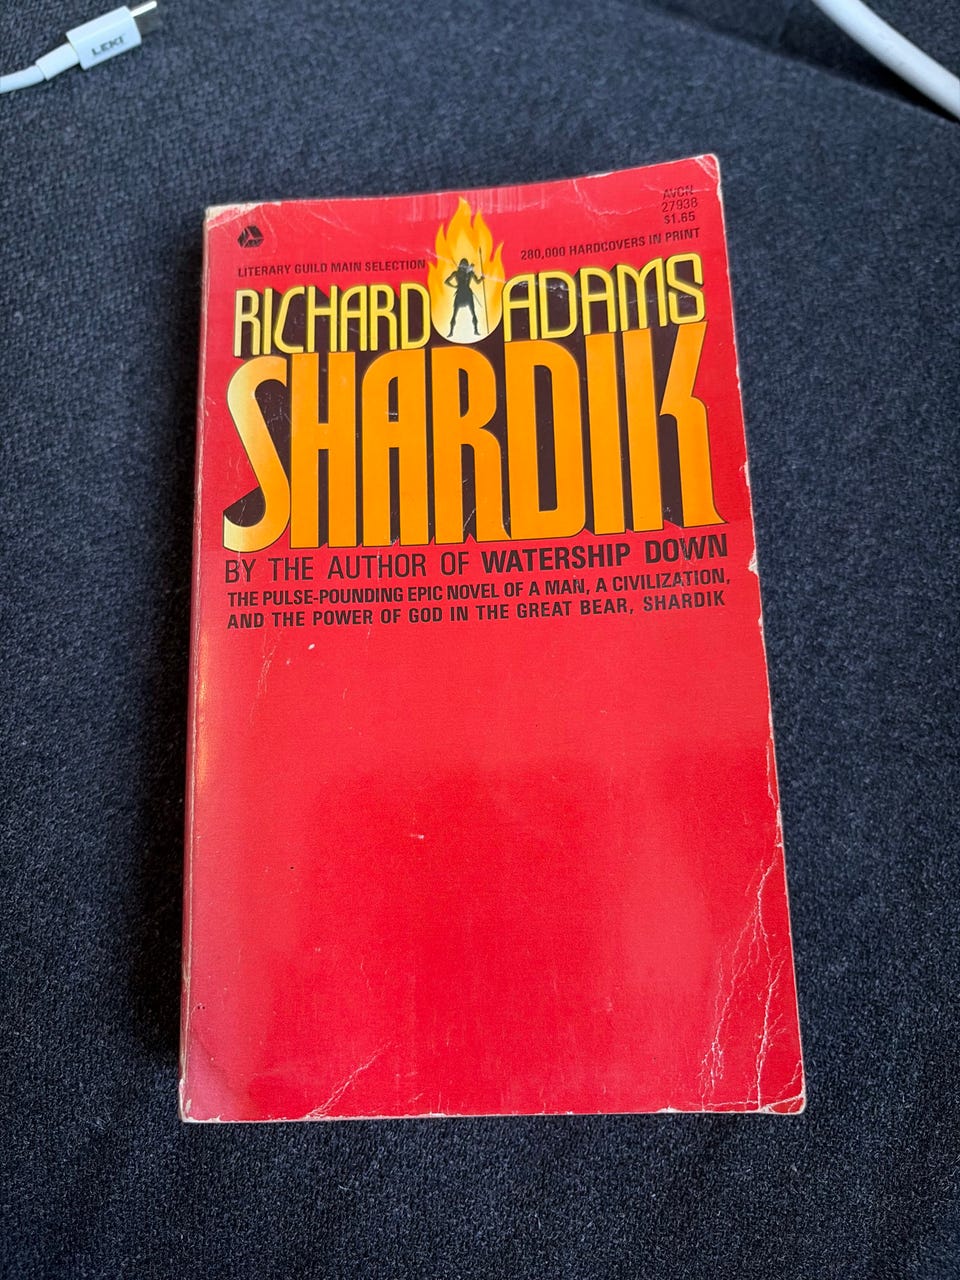 LEKI
AVON
27938
$1.65
LITERARY GUILD MAIN SELECTION
280,000 HARDCOVERS IN PRINT
RICHARD ADAMS
SHARDIK
BY THE AUTHOR OF WATERSHIP DOWN
THE PULSE-POUNDING EPIC NOVEL OF A MAN, A CIVILIZATION,
AND THE POWER OF GOD IN THE GREAT BEAR, SHARDIK